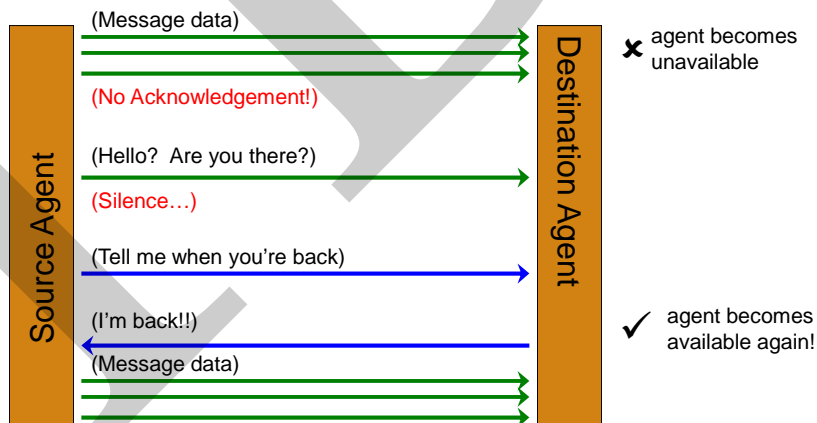 (Message data)
(No Acknowledgement!)
(Hello?  Are you there?)
(Silence…)
(Tell me when you’re back)
(I’m back!!)
(Message data)
Source Agent
Destination Agent
✘ agent becomes
unavailable
✓ agent becomes
available again!